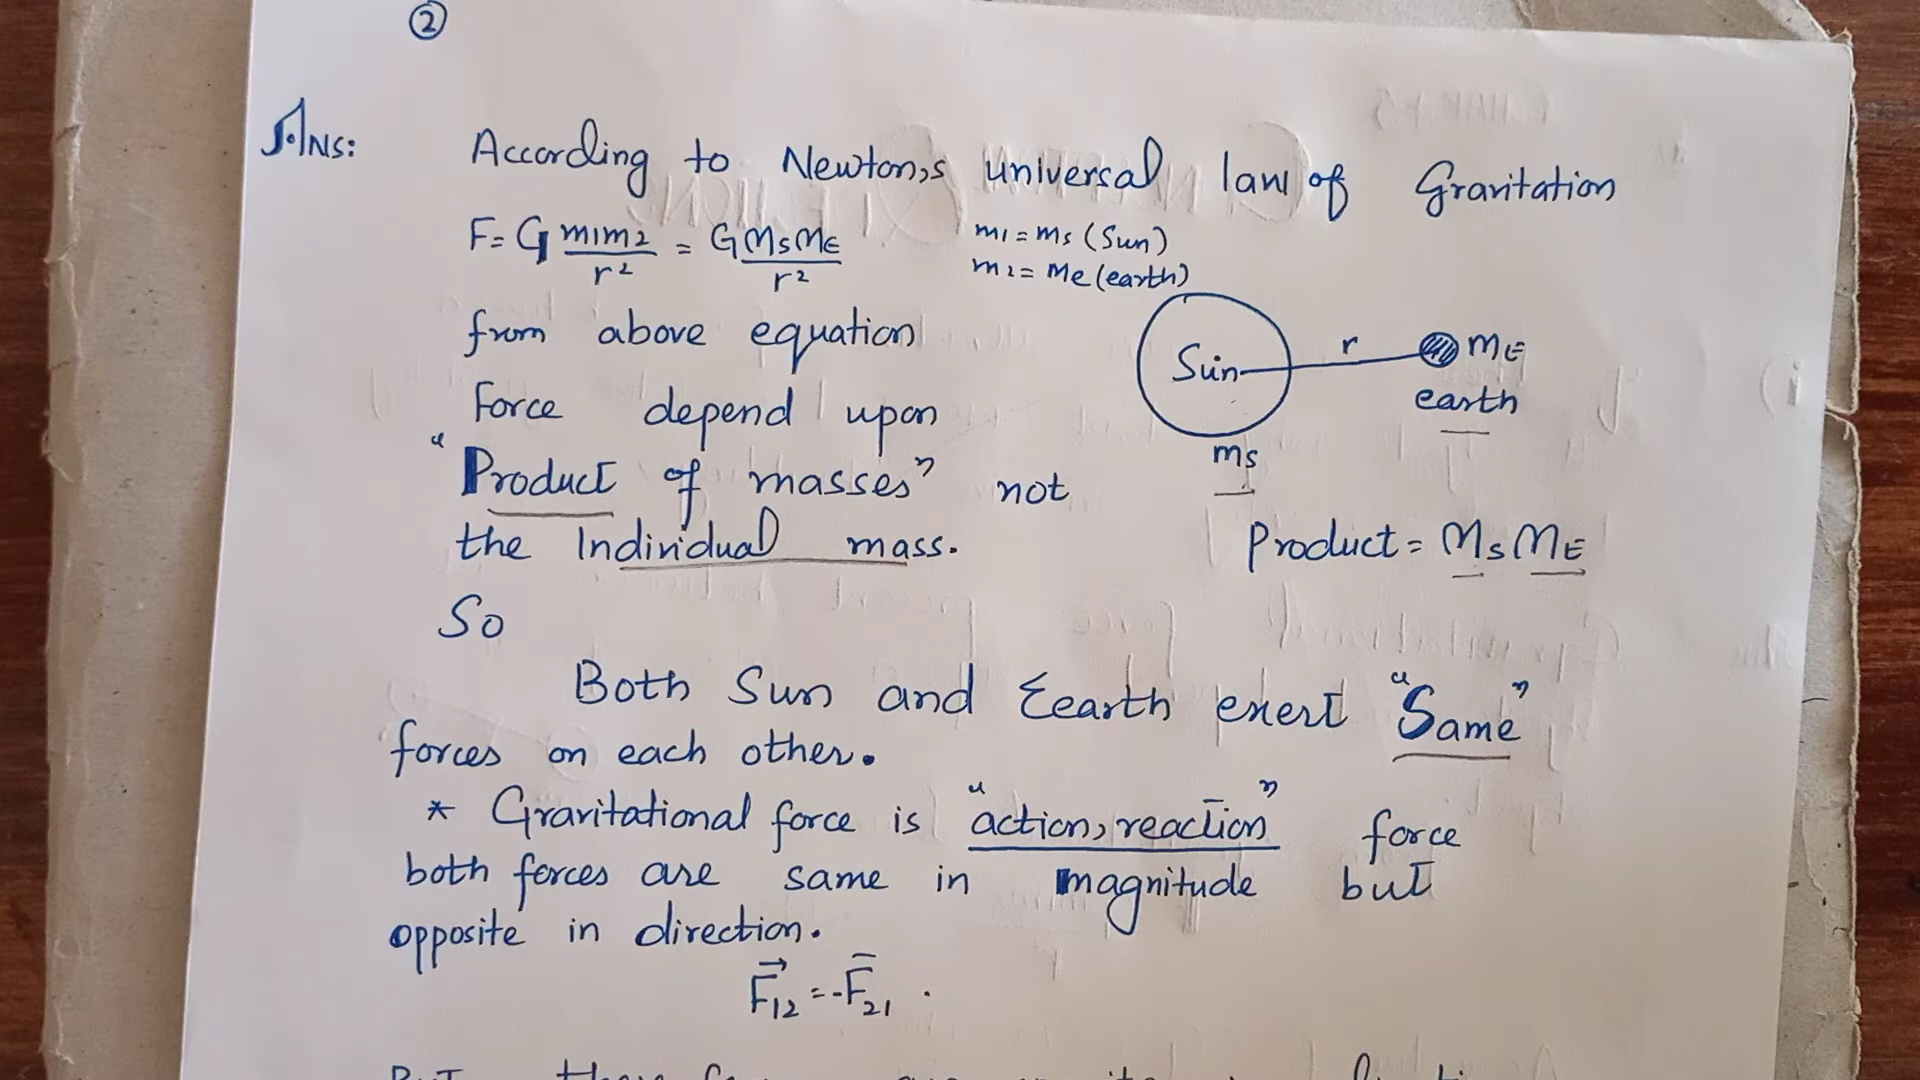 ②
ANS: According to Newton,s universal law of Gravitation
F= G m1m2/r² = G MsME/r²
m1 = ms (Sun)
m2 = Me (earth)
from above equation
Force depend upon
"Product of masses" not
the Individual mass.
Sun r mE
earth
ms
Product = MsME
So
Both Sun and Eearth exert "Same"
forces on each other.
* Gravitational force is "action, reaction" force
both forces are same in magnitude but
opposite in direction.
F₁₂ = -F₂₁ .